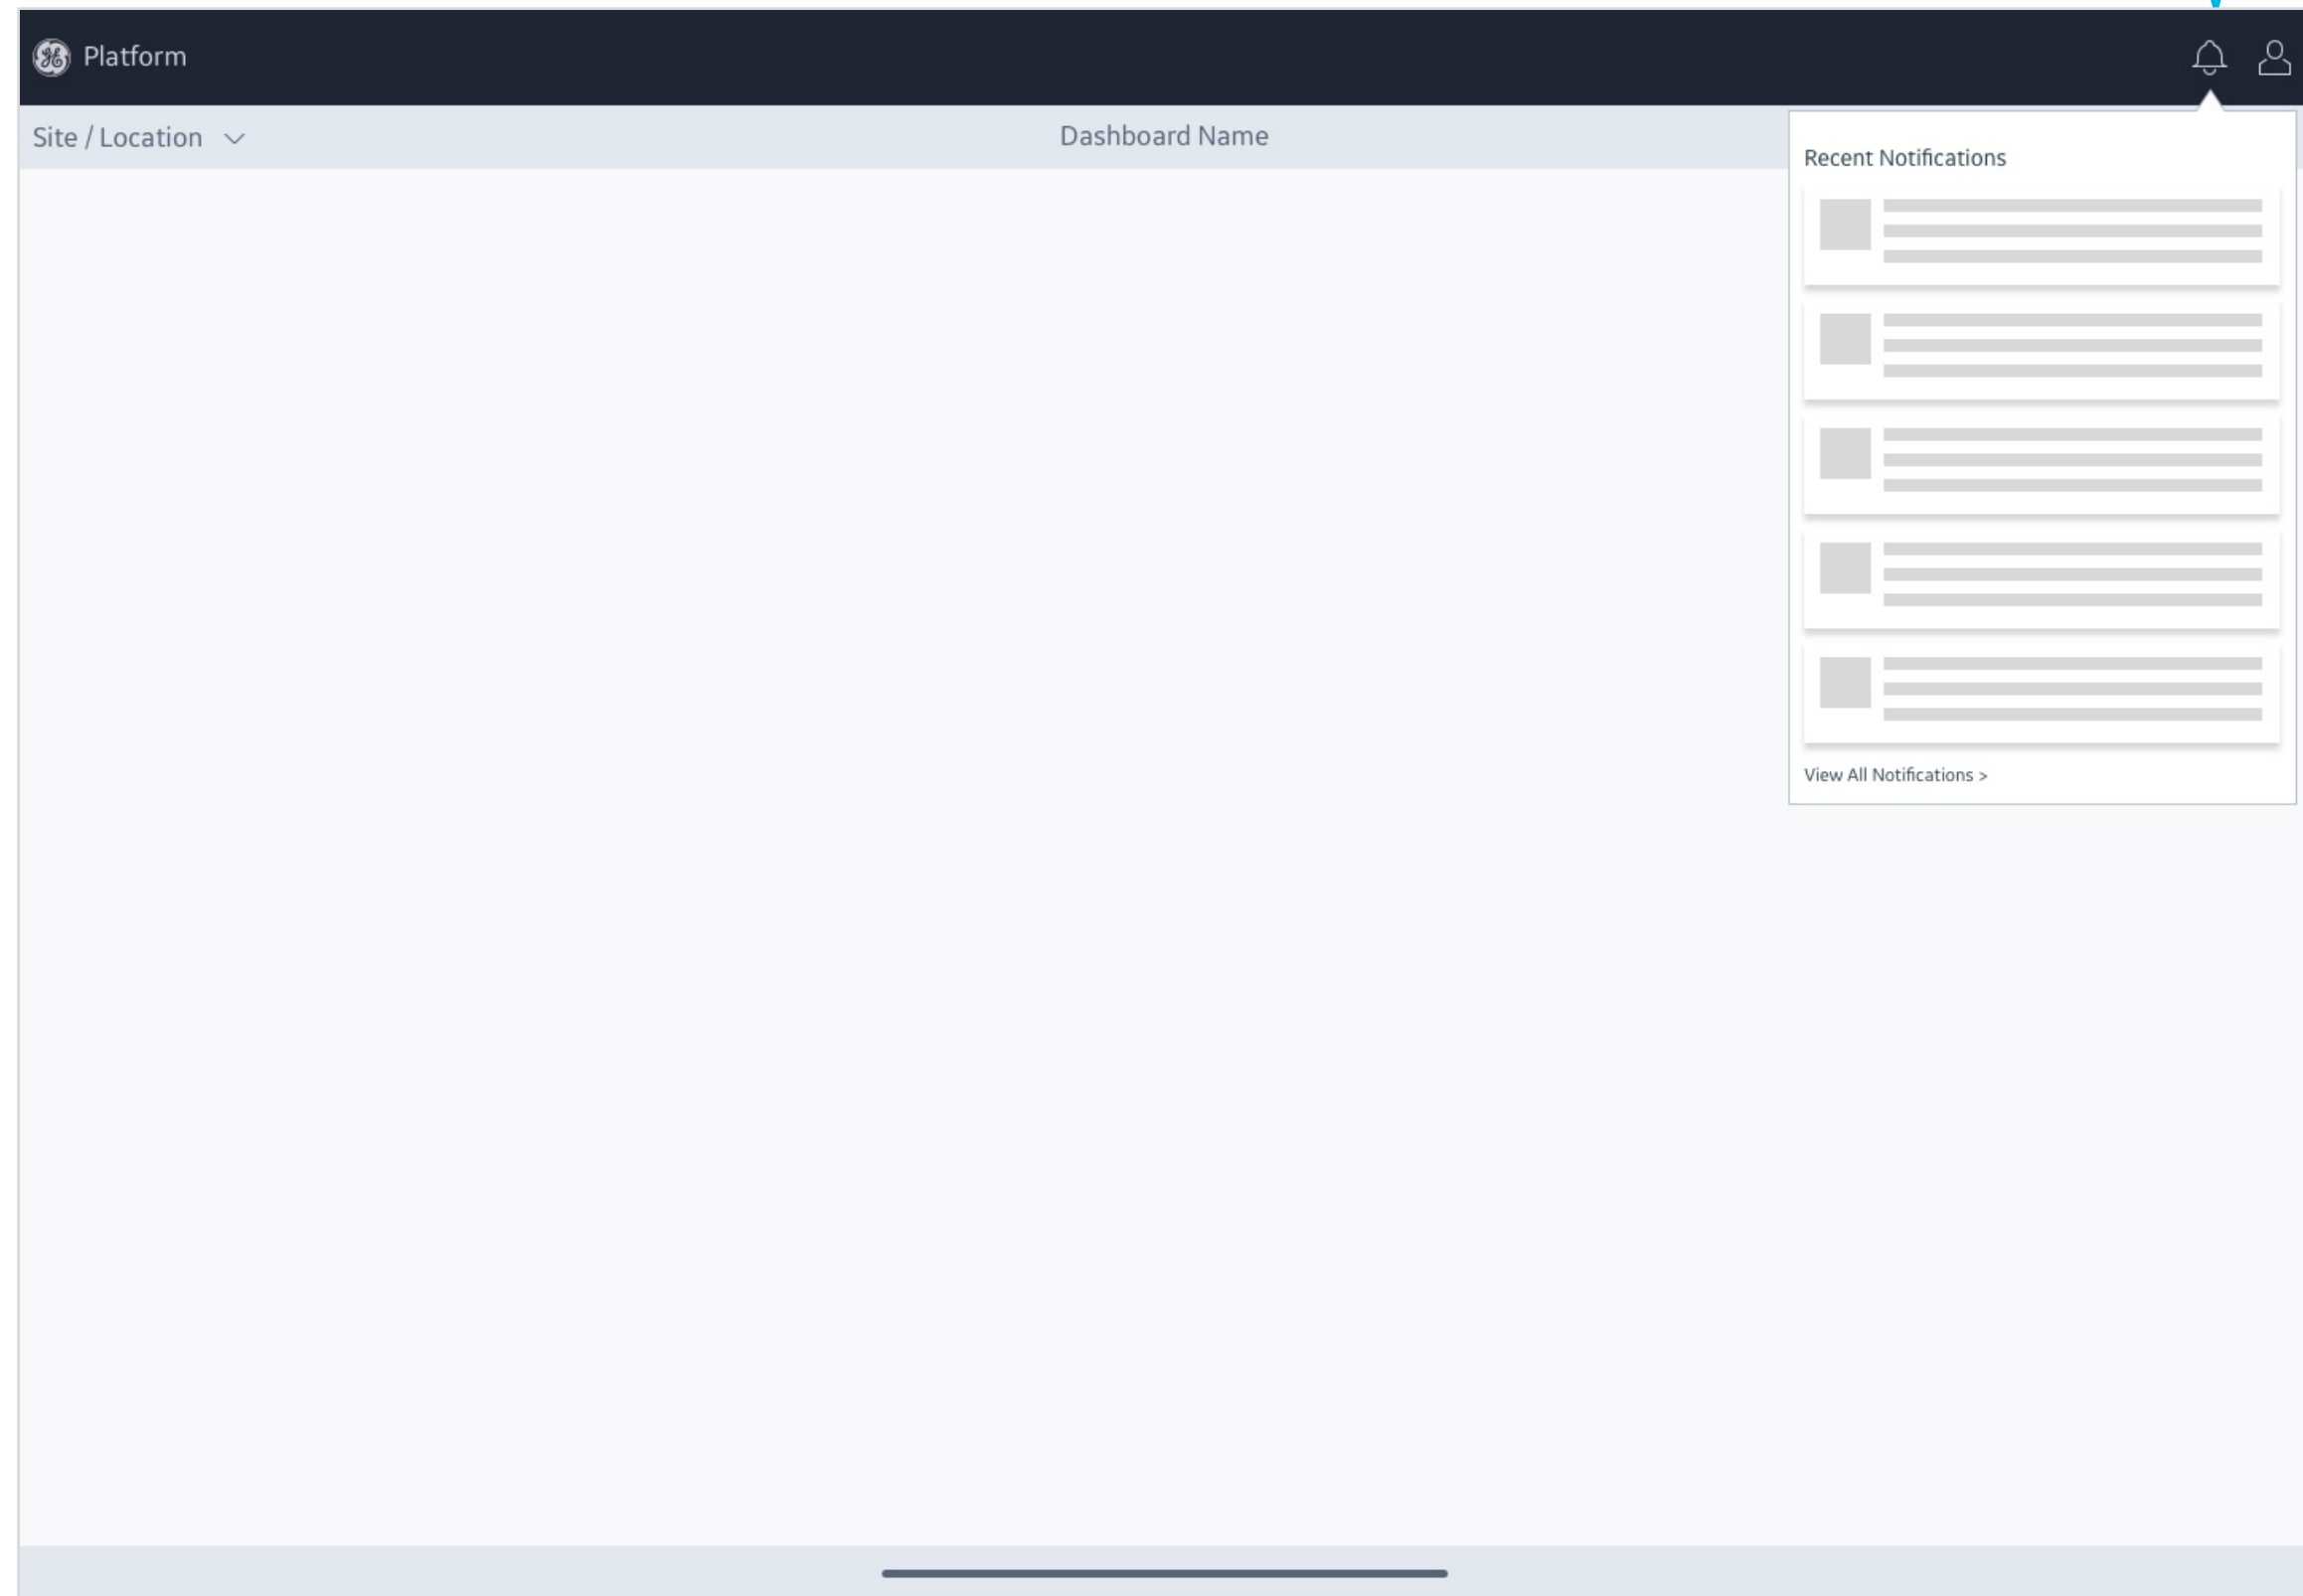 Platform
Site / Location
Dashboard Name
Recent Notifications
View All Notifications >